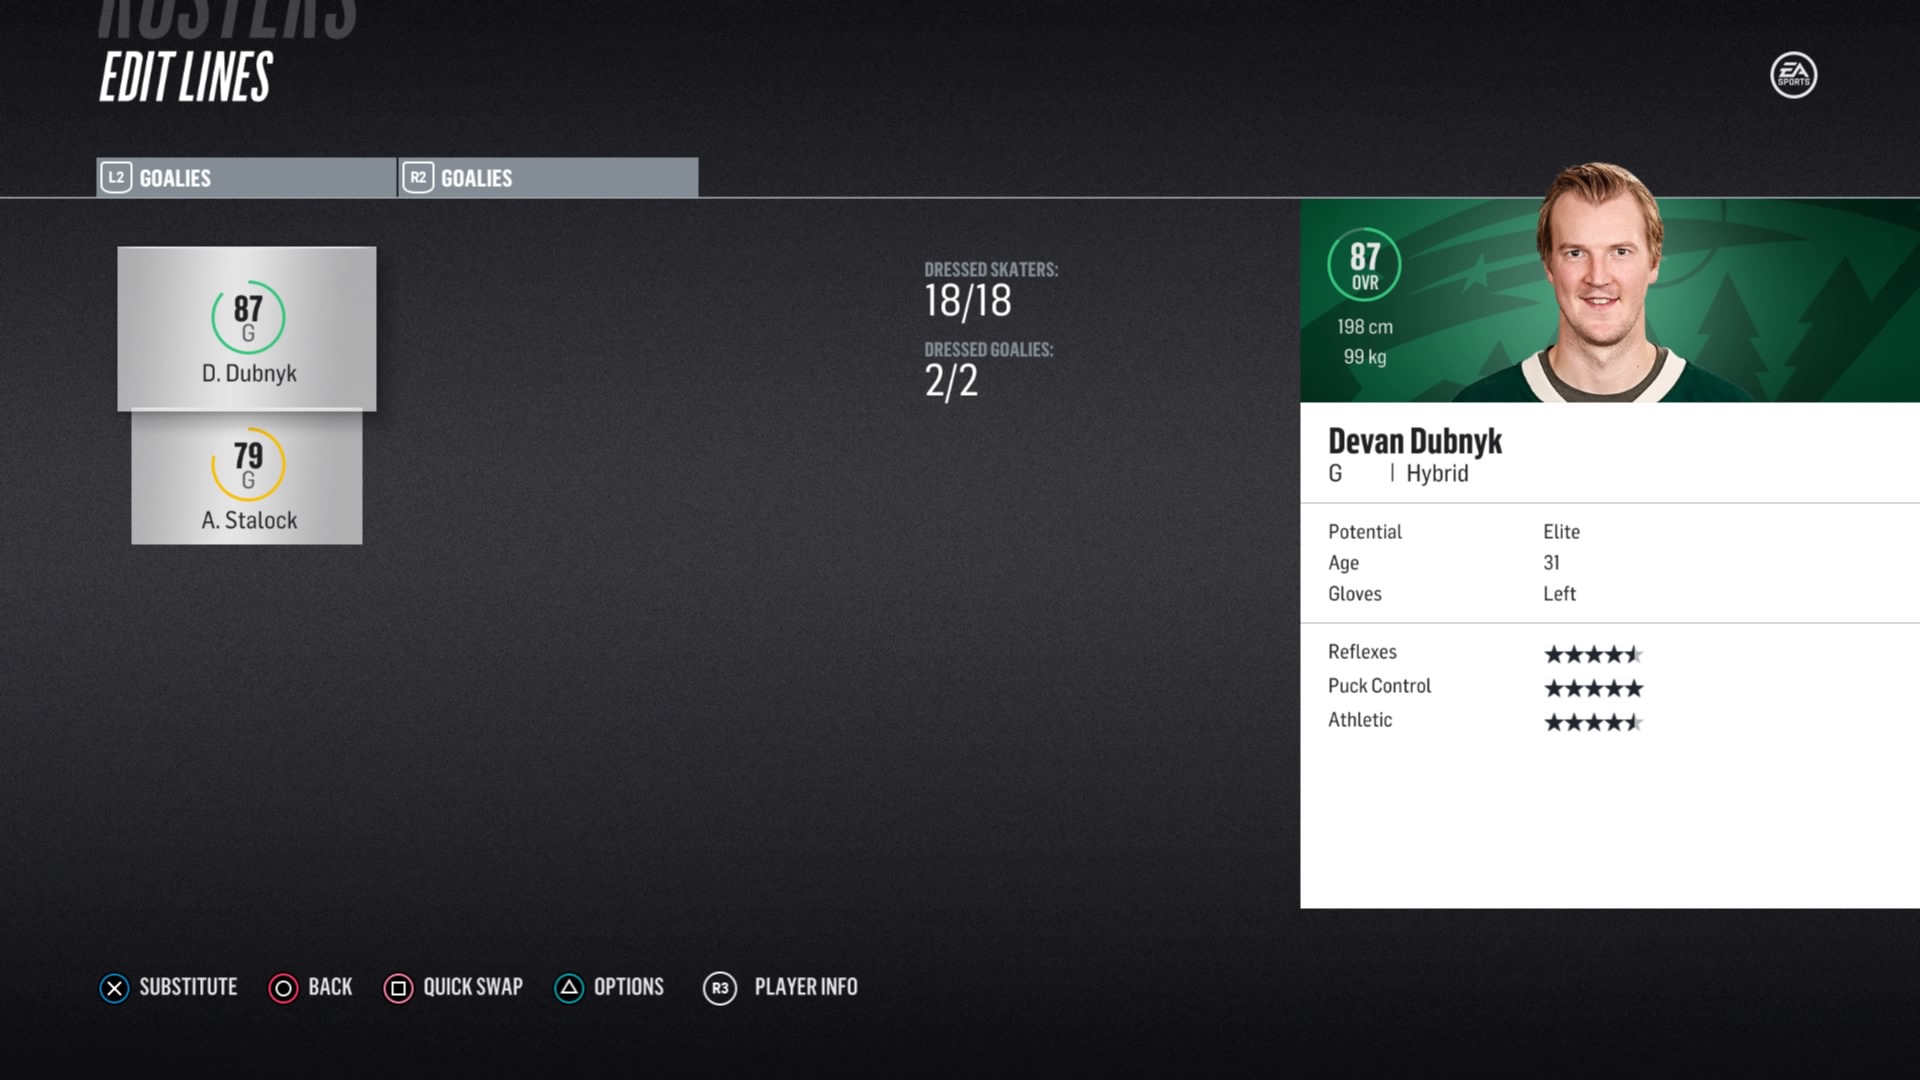 ROSTERS
EDIT LINES
EA SPORTS
L2 GOALIES
R2 GOALIES
87
G
D. Dubnyk
79
G
A. Stalock
DRESSED SKATERS:
18/18
DRESSED GOALIES:
2/2
87
OVR
198 cm
99 kg
Devan Dubnyk
G | Hybrid
Potential Elite
Age 31
Gloves Left
Reflexes
Puck Control
Athletic
SUBSTITUTE
BACK
QUICK SWAP
OPTIONS
R3 PLAYER INFO